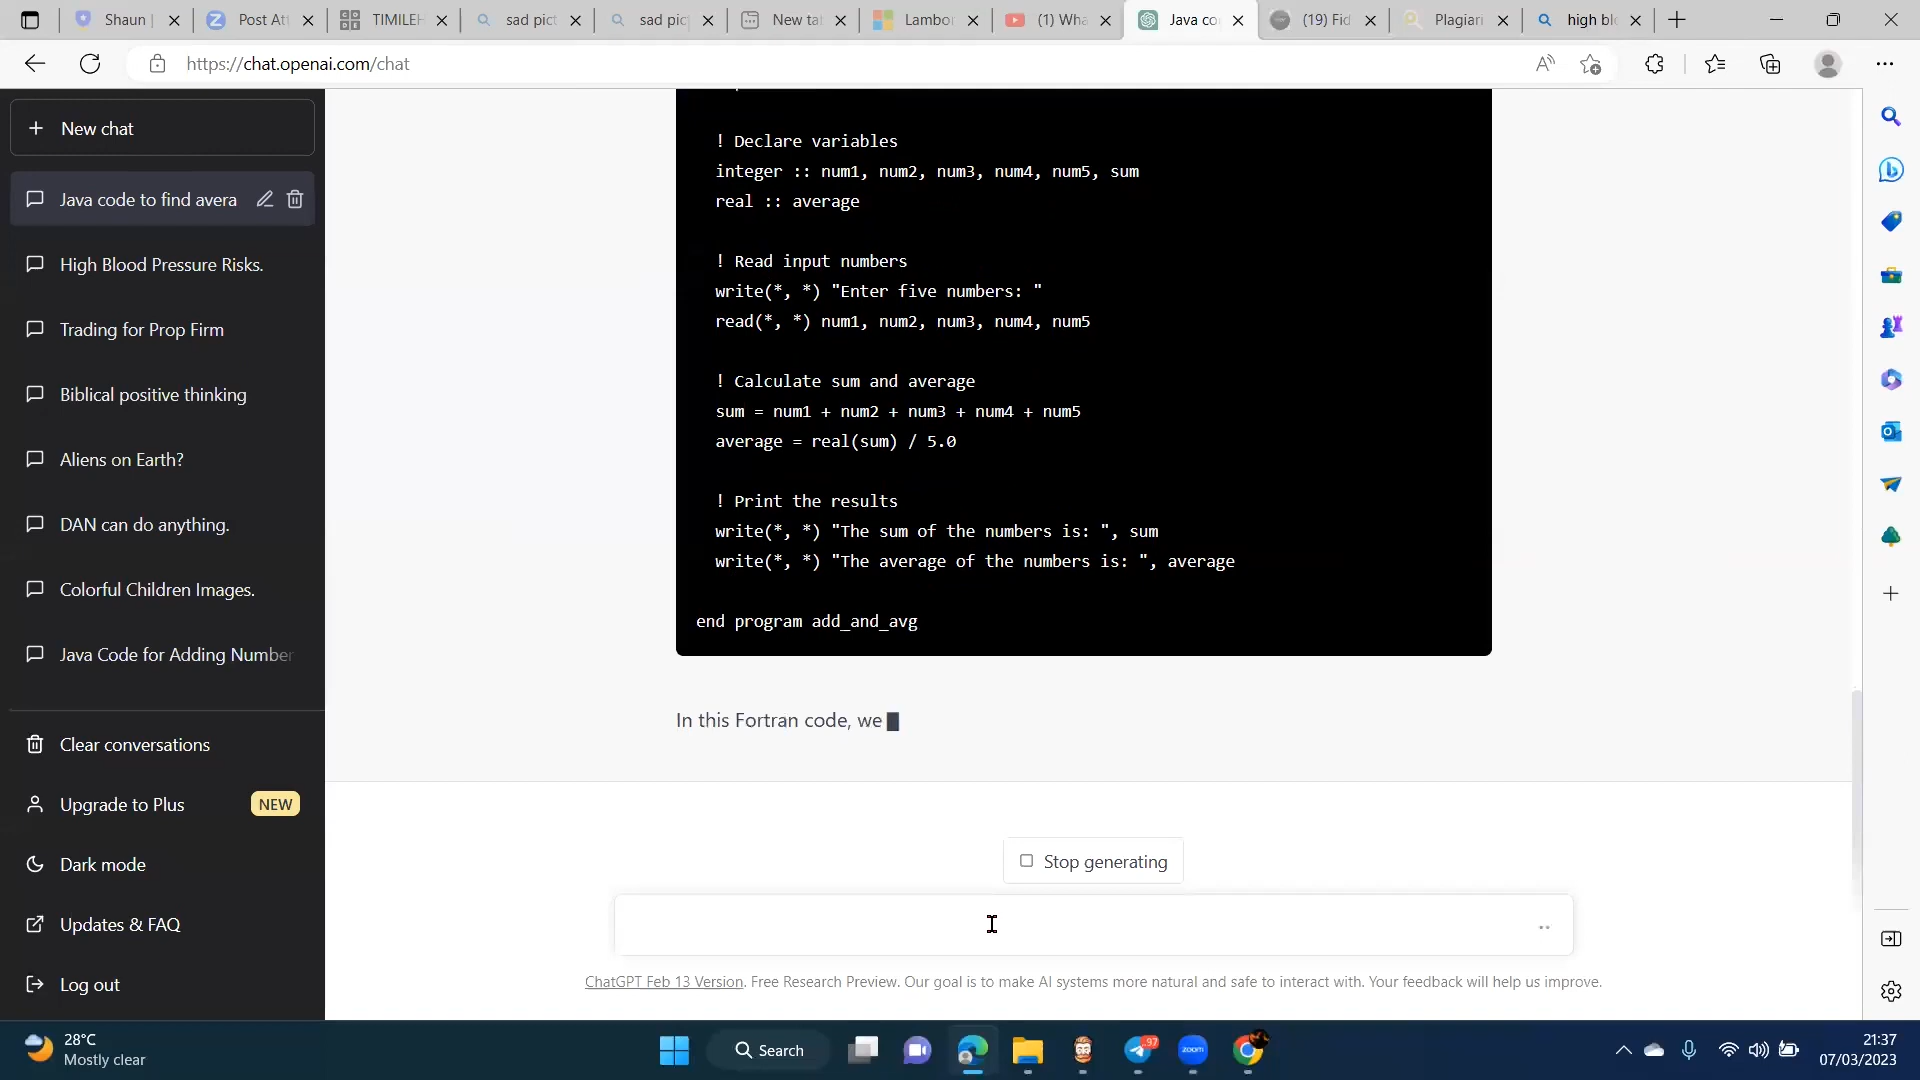 Shaun
Post Att
TIMILEH
sad pict
sad pic
New tab
Lambor
(1) Wha
Java co
(19) Fid
Plagiari
high ble
https://chat.openai.com/chat
New chat
Java code to find avera
High Blood Pressure Risks.
Trading for Prop Firm
Biblical positive thinking
Aliens on Earth?
DAN can do anything.
Colorful Children Images.
Java Code for Adding Number
Clear conversations
Upgrade to Plus NEW
Dark mode
Updates & FAQ
Log out
! Declare variables
integer :: num1, num2, num3, num4, num5, sum
real :: average
! Read input numbers
write(*, *) "Enter five numbers: "
read(*, *) num1, num2, num3, num4, num5
! Calculate sum and average
sum = num1 + num2 + num3 + num4 + num5
average = real(sum) / 5.0
! Print the results
write(*, *) "The sum of the numbers is: ", sum
write(*, *) "The average of the numbers is: ", average
end program add_and_avg
In this Fortran code, we
Stop generating
ChatGPT Feb 13 Version. Free Research Preview. Our goal is to make AI systems more natural and safe to interact with. Your feedback will help us improve.
28°C
Mostly clear
Search
97
zoom
21:37
07/03/2023